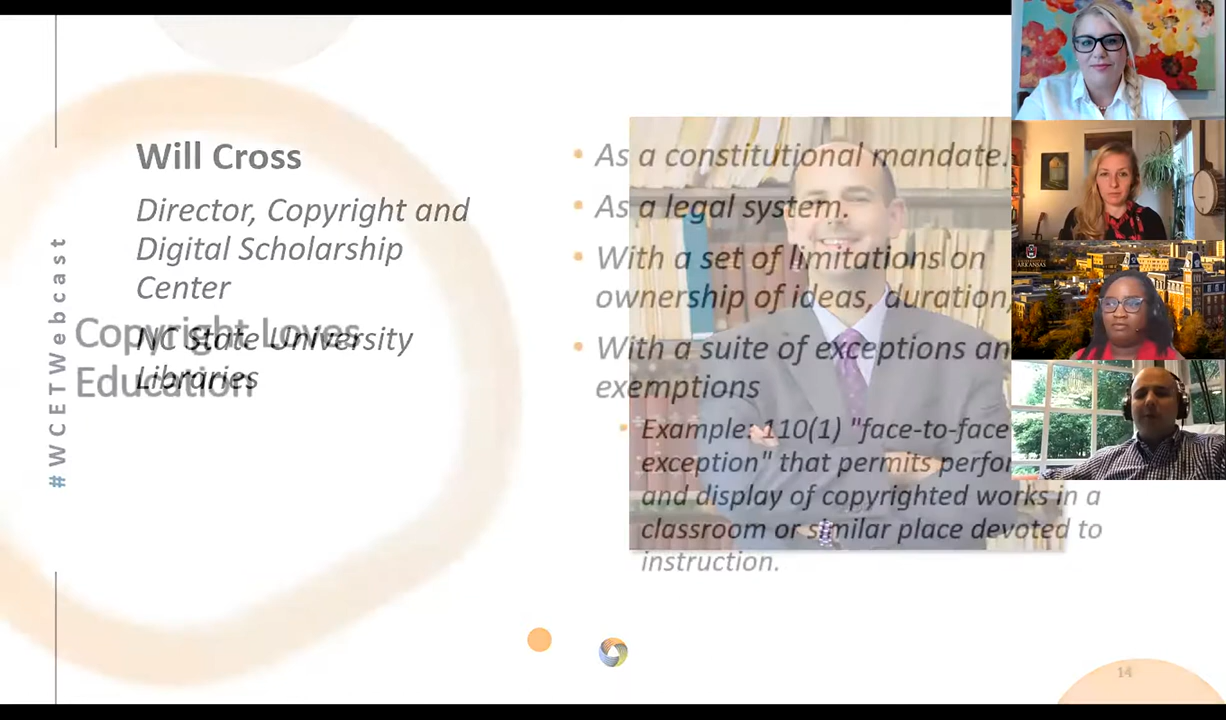 #WCETWebcast
Will Cross
Director, Copyright and
Digital Scholarship
Center
NC State University
Libraries
Copyright Loves
Education
As a constitutional mandate.
As a legal system.
With a set of limitations on
ownership of ideas, duration,
With a suite of exceptions
exemptions
Example: 110(1) "face-to-face
exception" that permits
and display of copyrighted works in a
classroom or similar place devoted to
instruction.
ARKANSAS
14